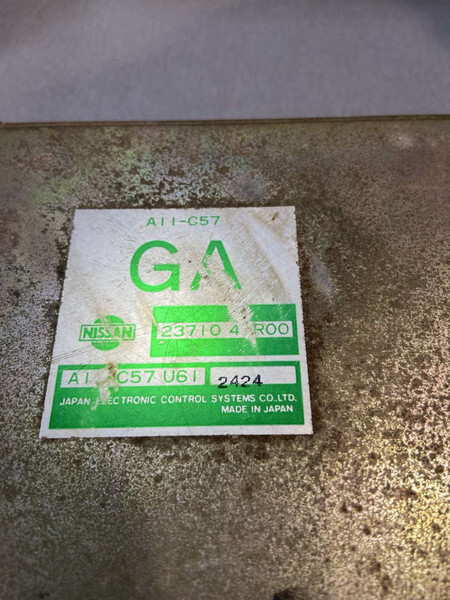 A11-C57
GA
NISSAN
23710 4 R00
A1 C57 U61 2424
JAPAN ELECTRONIC CONTROL SYSTEMS CO.,LTD.
MADE IN JAPAN